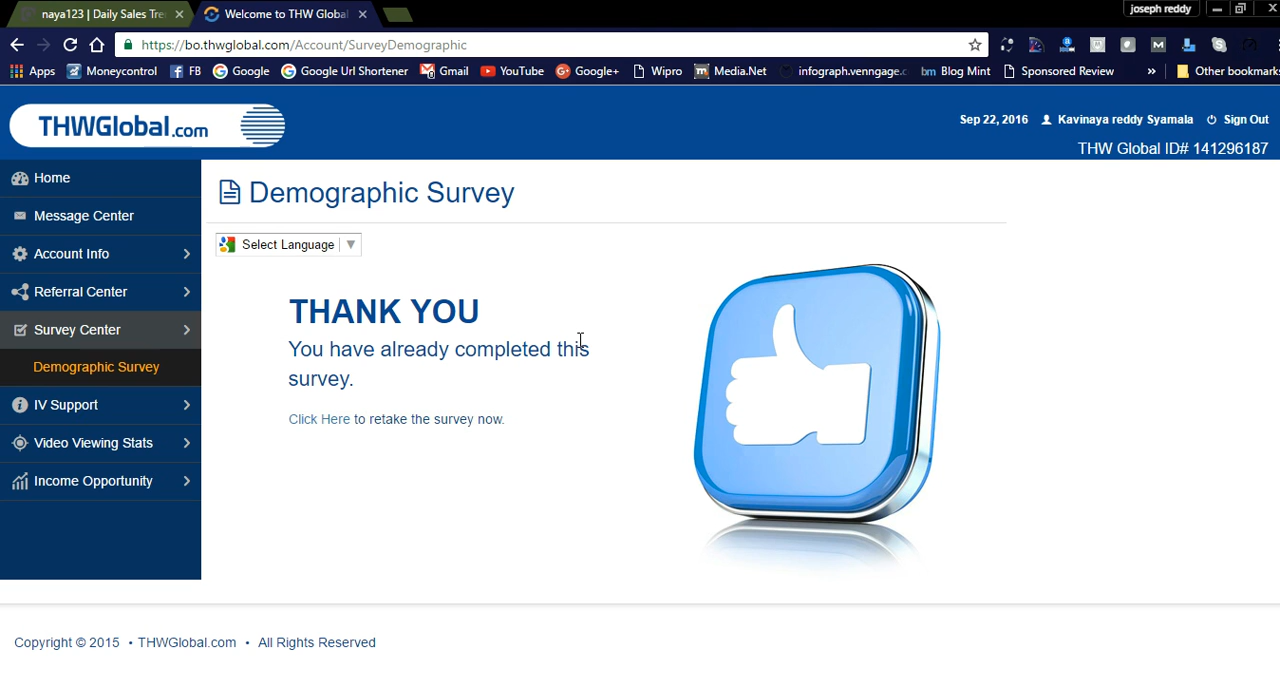 joseph reddy
naya123 | Daily Sales Tre
Welcome to THW Global
https://bo.thwglobal.com/Account/SurveyDemographic
Apps Moneycontrol FB Google Google Url Shortener Gmail YouTube Google+ Wipro Media.Net infograph.venngage.c bm Blog Mint Sponsored Review » Other bookmarks
THWGlobal.com
Sep 22, 2016 Kavinaya reddy Syamala Sign Out
THW Global ID# 141296187
Home
Message Center
Account Info
Referral Center
Survey Center
Demographic Survey
IV Support
Video Viewing Stats
Income Opportunity
Demographic Survey
Select Language ▼
THANK YOU
You have already completed this
survey.
Click Here to retake the survey now.
Copyright © 2015 • THWGlobal.com • All Rights Reserved